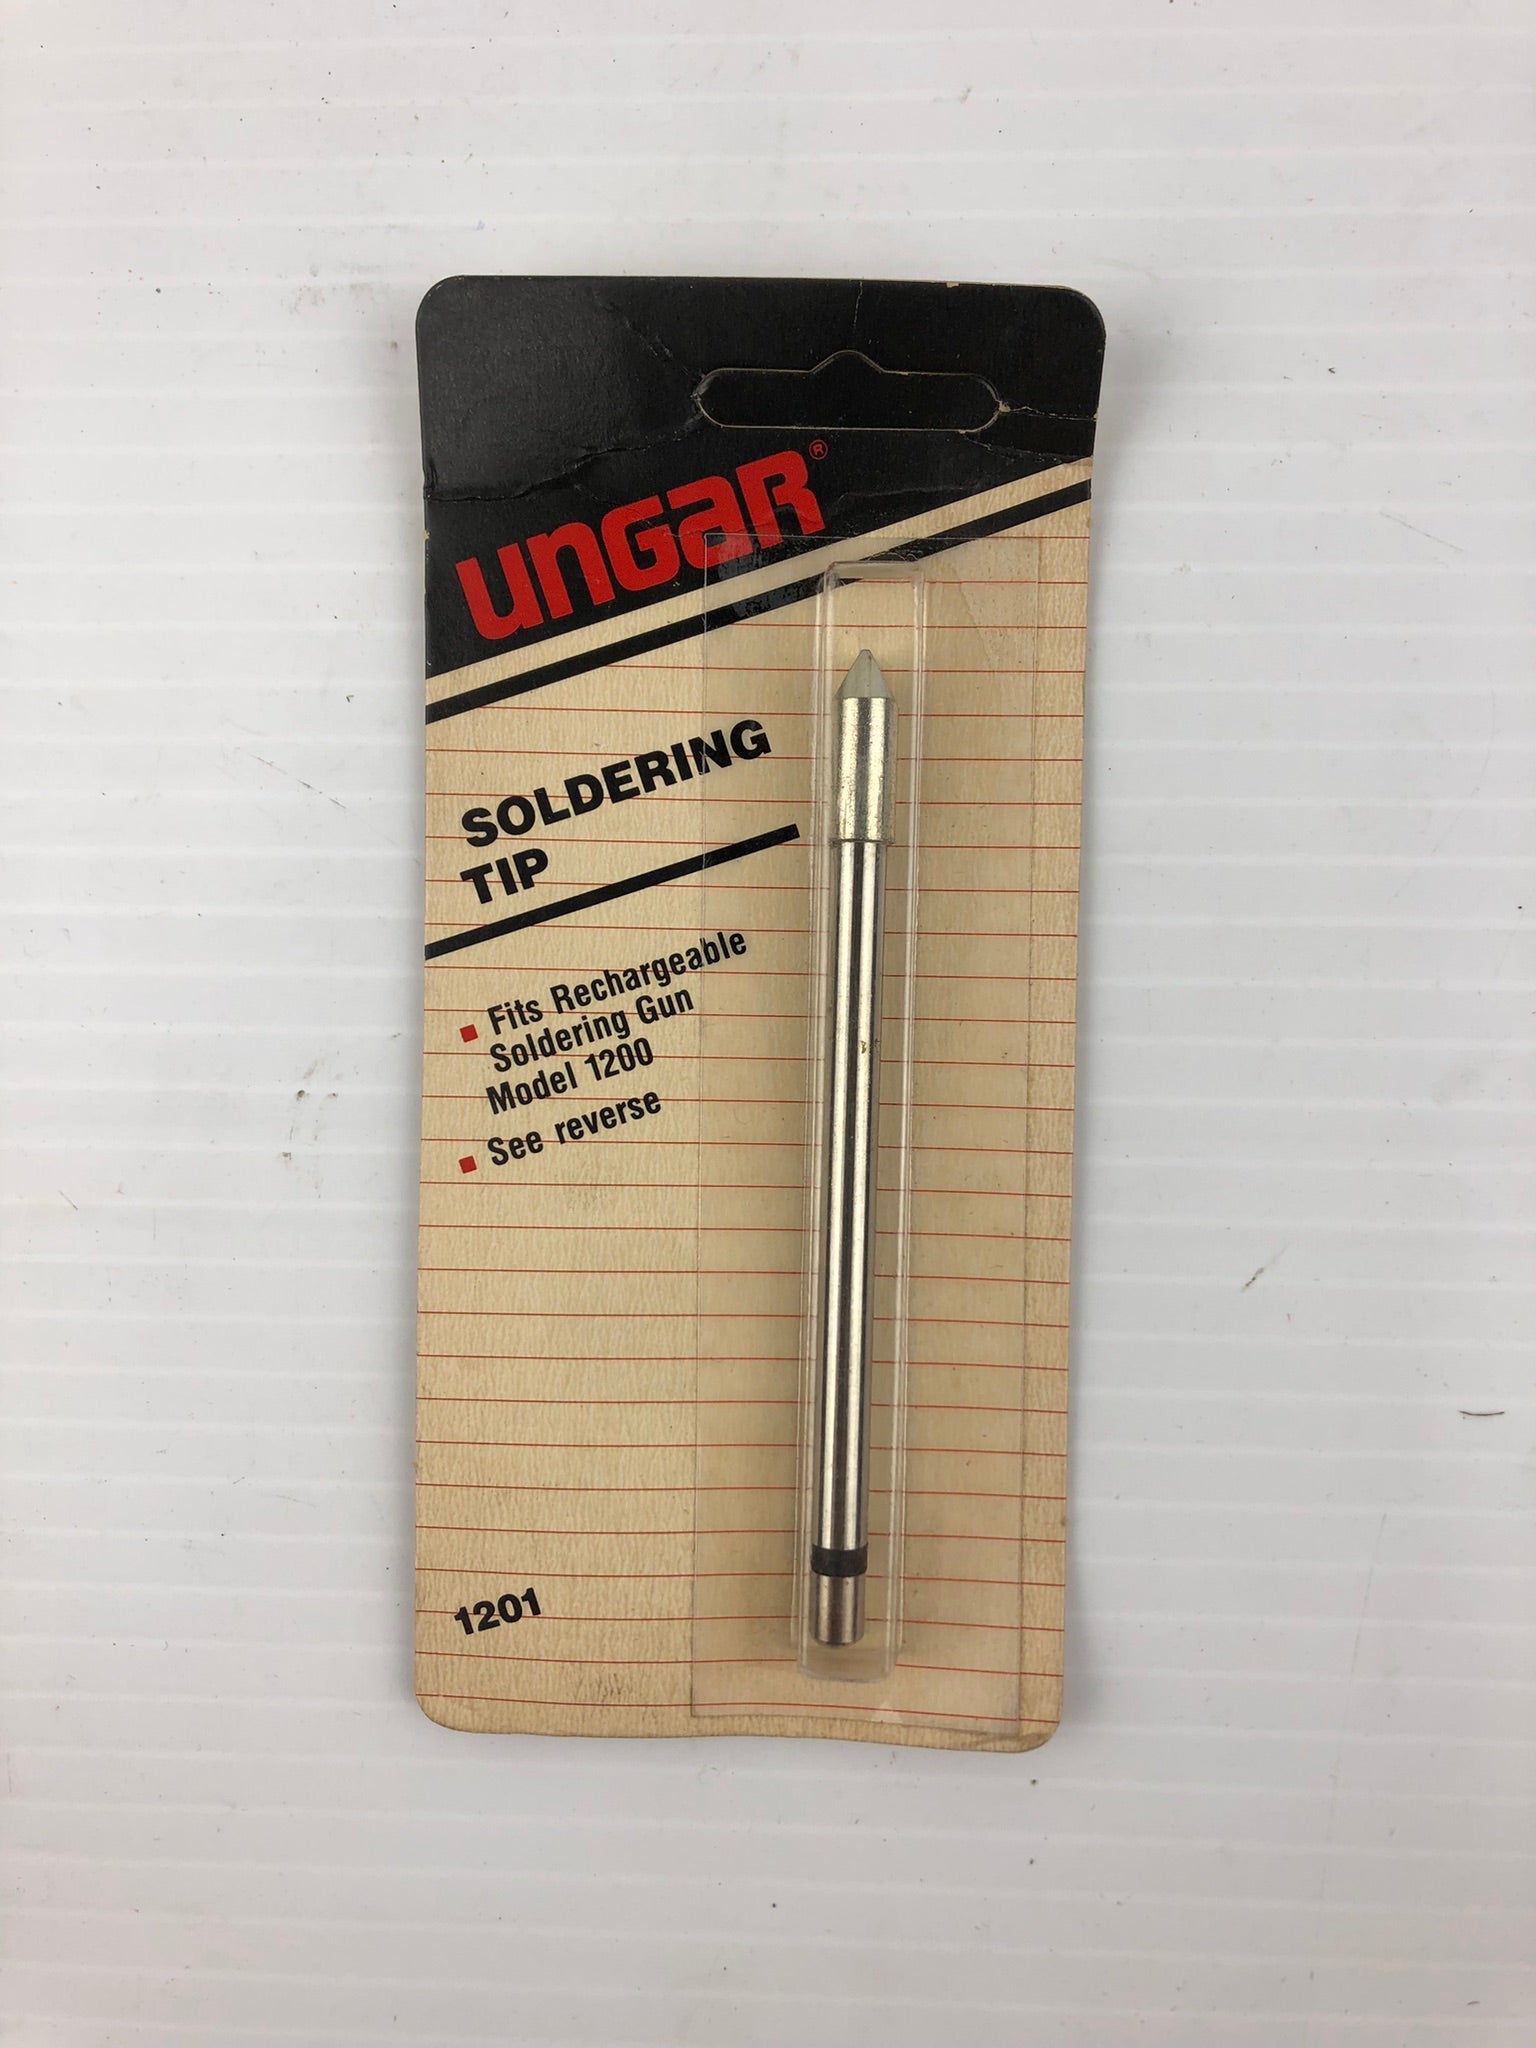 UNGAR®
SOLDERING
TIP
Fits Rechargeable
Soldering Gun
Model 1200
See reverse
1201